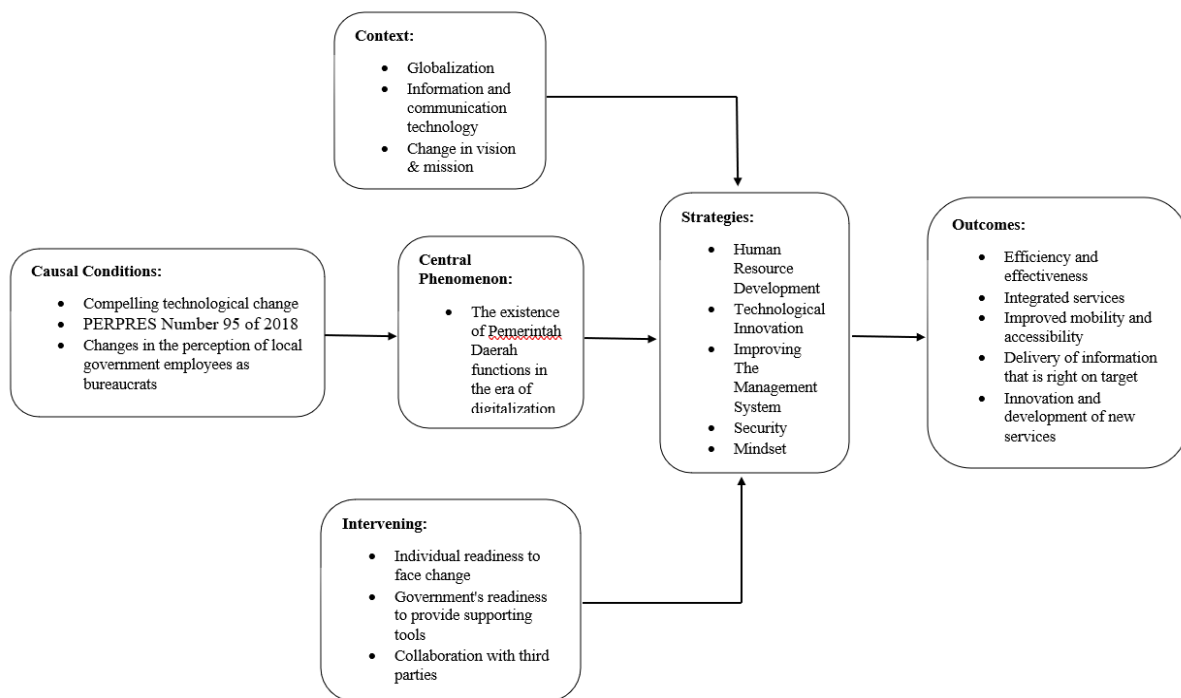 Context:
Globalization
Information and
communication
technology
Change in vision
& mission
Causal Conditions:
Compelling technological change
PERPRES Number 95 of 2018
Changes in the perception of local
government employees as
bureaucrats
Central
Phenomenon:
The existence
of Pemerintah
Daerah
functions in
the era of
digitalization
Strategies:
Human
Resource
Development
Technological
Innovation
Improving
The
Management
System
Security
Mindset
Outcomes:
Efficiency and
effectiveness
Integrated services
Improved mobility and
accessibility
Delivery of information
that is right on target
Innovation and
development of new
services
Intervening:
Individual readiness to
face change
Government's readiness
to provide supporting
tools
Collaboration with third
parties